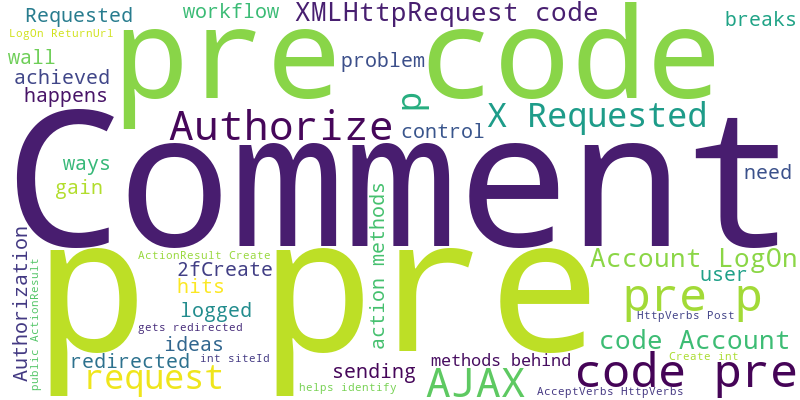 Requested
workflow
XMLHttpRequest code
breaks
LogOn ReturnUrl
pre code
wall
problem
achieved
happens
p
X Requested
Authorize
control
Comment
ways
need
gain
action methods
Authorization
public ActionResult
ActionResult Create
Account LogOn
2fCreate
user
p pre
hits
pre p
logged
HttpVerbs Post
gets redirected
code Account
ideas
redirected
int siteId
methods behind
Create int
sending
code pre
request
AJAX
helps identify
AcceptVerbs HttpVerbs